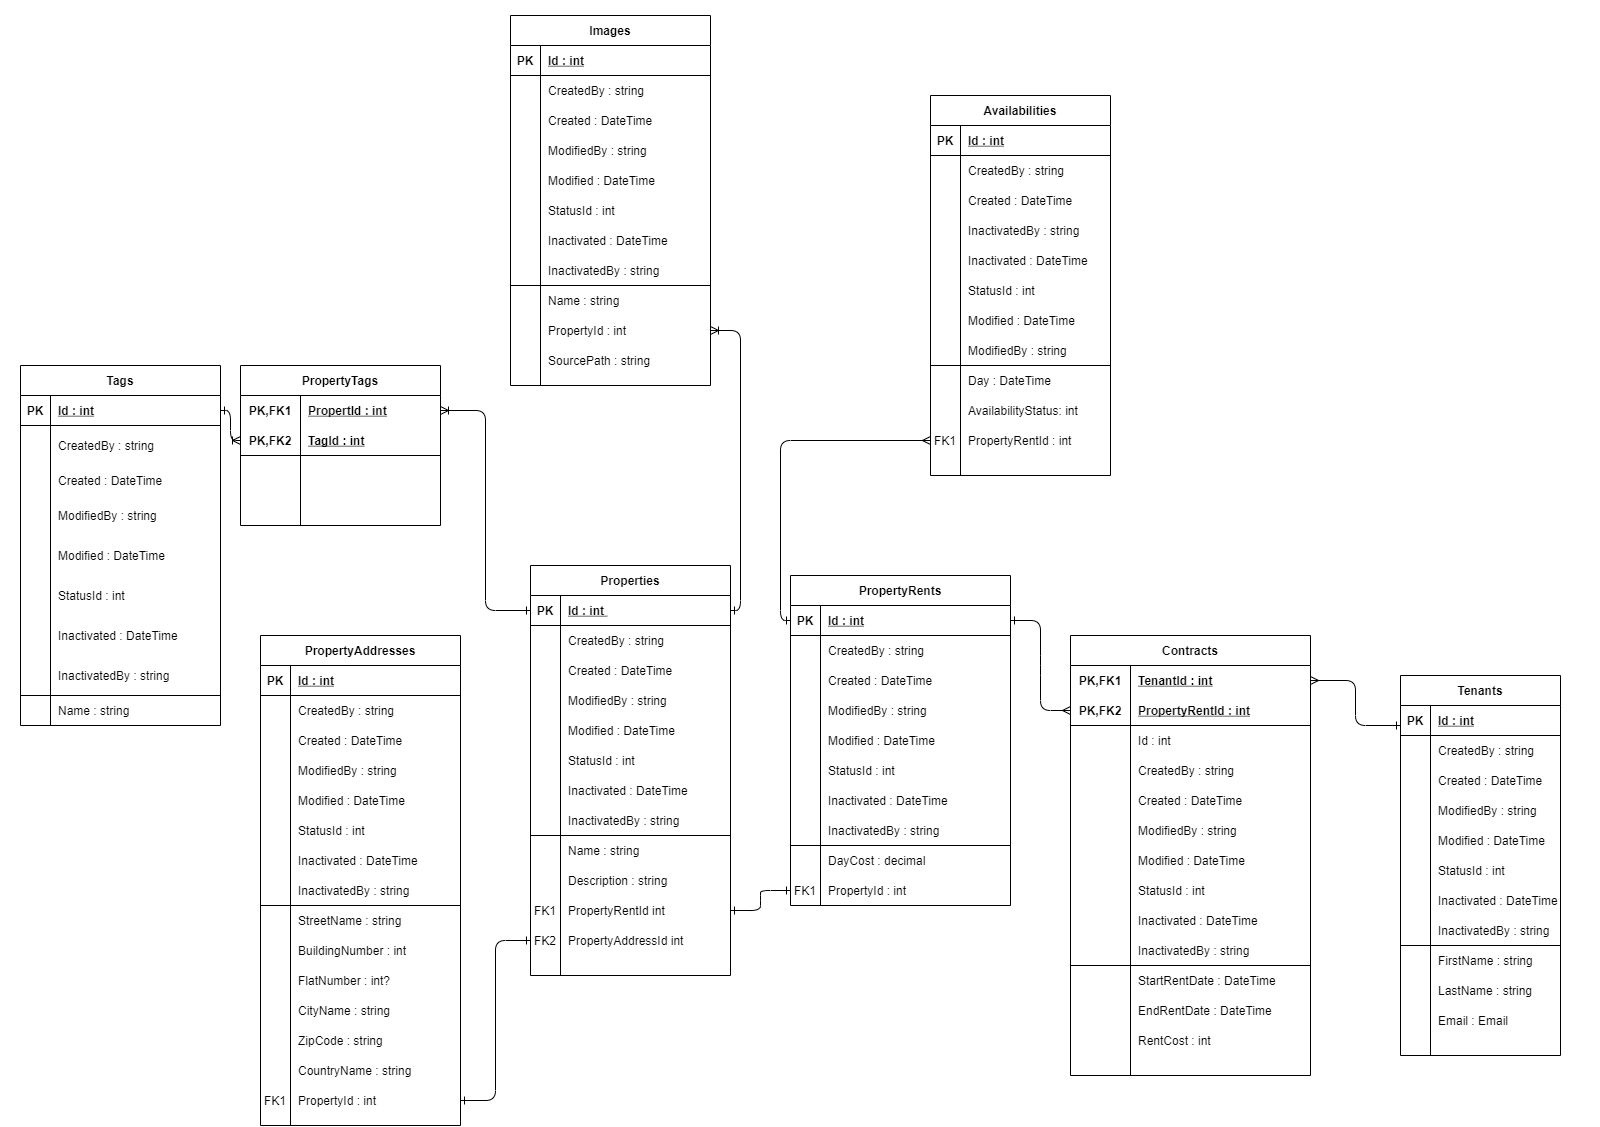 Images
PK Id : int
CreatedBy : string
Created : DateTime
ModifiedBy : string
Modified : DateTime
StatusId : int
Inactivated : DateTime
InactivatedBy : string
Name : string
PropertyId : int
SourcePath : string
Availabilities
PK Id : int
CreatedBy : string
Created : DateTime
InactivatedBy : string
Inactivated : DateTime
StatusId : int
Modified : DateTime
ModifiedBy : string
Day : DateTime
AvailabilityStatus: int
FK1 PropertyRentId : int
Tags
PK Id : int
CreatedBy : string
Created : DateTime
ModifiedBy : string
Modified : DateTime
StatusId : int
Inactivated : DateTime
InactivatedBy : string
Name : string
PropertyTags
PK,FK1 PropertId : int
PK,FK2 TagId : int
PropertyAddresses
PK Id : int
CreatedBy : string
Created : DateTime
ModifiedBy : string
Modified : DateTime
StatusId : int
Inactivated : DateTime
InactivatedBy : string
StreetName : string
BuildingNumber : int
FlatNumber : int?
CityName : string
ZipCode : string
CountryName : string
FK1 PropertyId : int
Properties
PK Id : int
CreatedBy : string
Created : DateTime
ModifiedBy : string
Modified : DateTime
StatusId : int
Inactivated : DateTime
InactivatedBy : string
Name : string
Description : string
FK1 PropertyRentId int
FK2 PropertyAddressId int
PropertyRents
PK Id : int
CreatedBy : string
Created : DateTime
ModifiedBy : string
Modified : DateTime
StatusId : int
Inactivated : DateTime
InactivatedBy : string
DayCost : decimal
FK1 PropertyId : int
Contracts
PK,FK1 TenantId : int
PK,FK2 PropertyRentId : int
Id : int
CreatedBy : string
Created : DateTime
ModifiedBy : string
Modified : DateTime
StatusId : int
Inactivated : DateTime
InactivatedBy : string
StartRentDate : DateTime
EndRentDate : DateTime
RentCost : int
Tenants
PK Id : int
CreatedBy : string
Created : DateTime
ModifiedBy : string
Modified : DateTime
StatusId : int
Inactivated : DateTime
InactivatedBy : string
FirstName : string
LastName : string
Email : Email